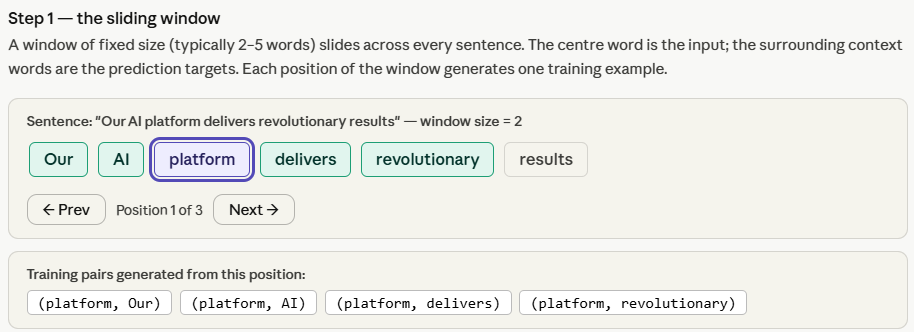 Step 1 — the sliding window
A window of fixed size (typically 2–5 words) slides across every sentence. The centre word is the input; the surrounding context
words are the prediction targets. Each position of the window generates one training example.
Sentence: "Our AI platform delivers revolutionary results" — window size = 2
Our AI platform delivers revolutionary results
← Prev Position 1 of 3 Next →
Training pairs generated from this position:
(platform, Our) (platform, AI) (platform, delivers) (platform, revolutionary)